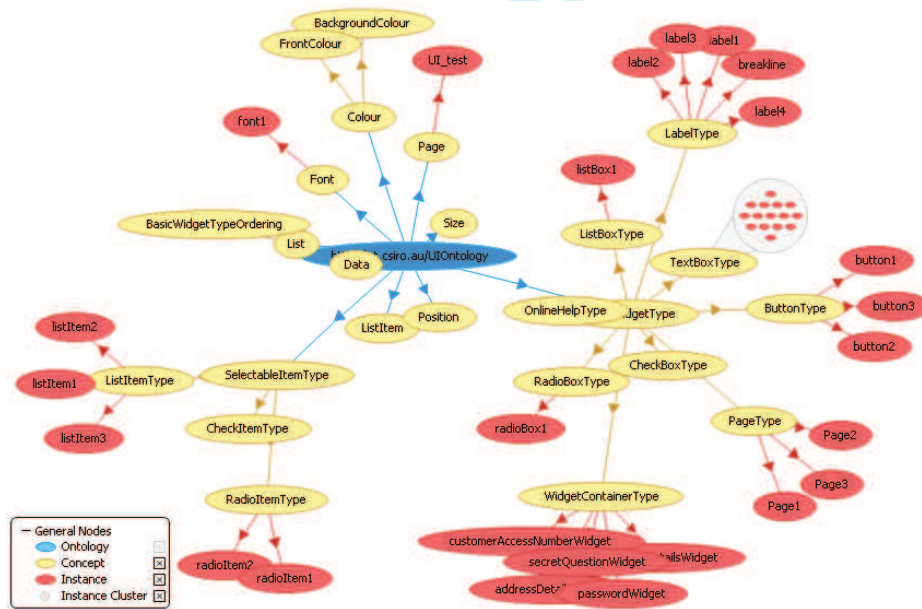 BackgroundColour
FrontColour
UI_test
label3
label1
label2
breakline
font1
Colour
Page
label4
LabelType
Font
listBox1
BasicWidgetTypeOrdering
Size
List
ListBoxType
csiro.au/UIOntology
Data
TextBoxType
button1
OnlineHelpType
ButtonType
button3
ListItem
Position
listItem2
button2
SelectableItemType
CheckBoxType
listItem1
ListItemType
RadioBoxType
CheckItemType
PageType
listItem3
radioBox1
Page2
Page3
RadioItemType
WidgetContainerType
Page1
General Nodes
Ontology
Concept
Instance
Instance Cluster
customerAccessNumberWidget
secretQuestionWidget
radioItem2
radioItem1
passwordWidget